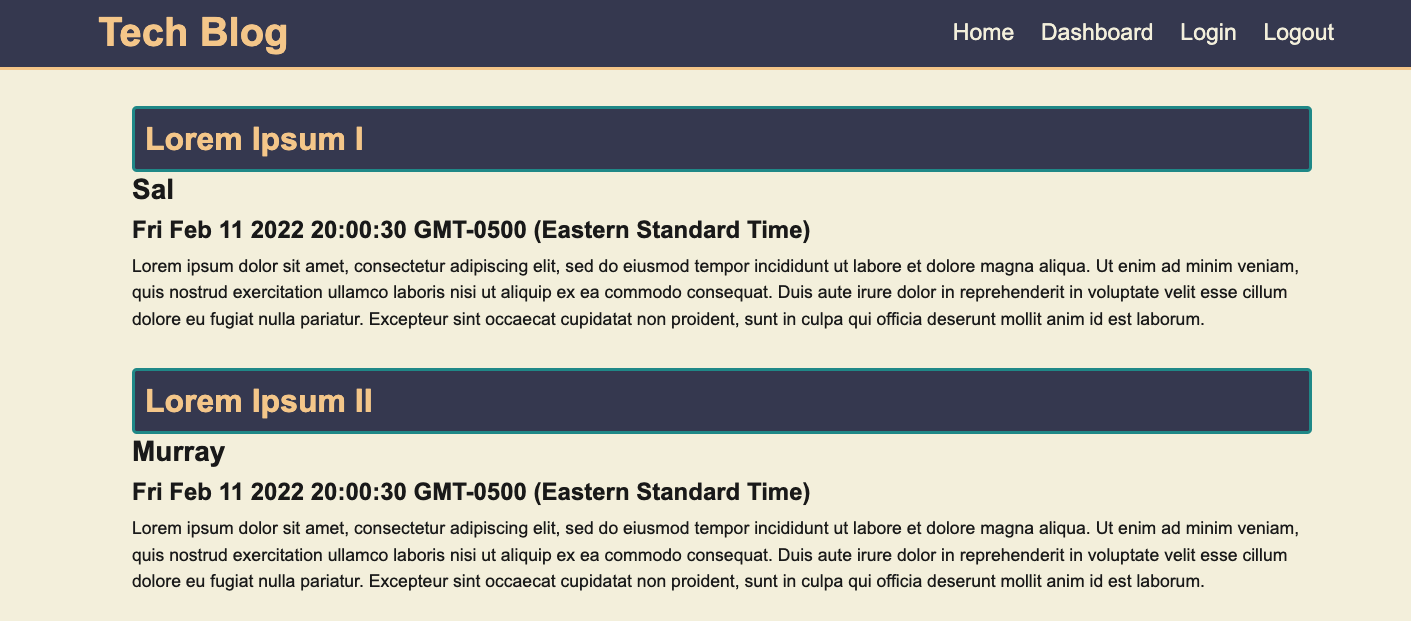 Tech Blog
Home Dashboard Login Logout
Lorem Ipsum I
Sal
Fri Feb 11 2022 20:00:30 GMT-0500 (Eastern Standard Time)
Lorem ipsum dolor sit amet, consectetur adipiscing elit, sed do eiusmod tempor incididunt ut labore et dolore magna aliqua. Ut enim ad minim veniam,
quis nostrud exercitation ullamco laboris nisi ut aliquip ex ea commodo consequat. Duis aute irure dolor in reprehenderit in voluptate velit esse cillum
dolore eu fugiat nulla pariatur. Excepteur sint occaecat cupidatat non proident, sunt in culpa qui officia deserunt mollit anim id est laborum.
Lorem Ipsum II
Murray
Fri Feb 11 2022 20:00:30 GMT-0500 (Eastern Standard Time)
Lorem ipsum dolor sit amet, consectetur adipiscing elit, sed do eiusmod tempor incididunt ut labore et dolore magna aliqua. Ut enim ad minim veniam,
quis nostrud exercitation ullamco laboris nisi ut aliquip ex ea commodo consequat. Duis aute irure dolor in reprehenderit in voluptate velit esse cillum
dolore eu fugiat nulla pariatur. Excepteur sint occaecat cupidatat non proident, sunt in culpa qui officia deserunt mollit anim id est laborum.